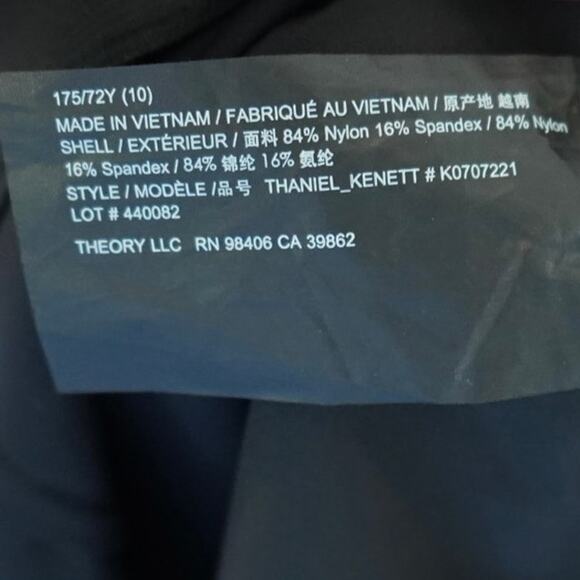 175/72Y (10)
MADE IN VIETNAM / FABRIQUÉ AU VIETNAM / 原产地 越南
SHELL / EXTÉRIEUR / 面料 84% Nylon 16% Spandex / 84% Nylon
16% Spandex / 84% 锦纶 16% 氨纶
STYLE / MODÈLE /品号 THANIEL_KENETT # K0707221
LOT # 440082
THEORY LLC RN 98406 CA 39862